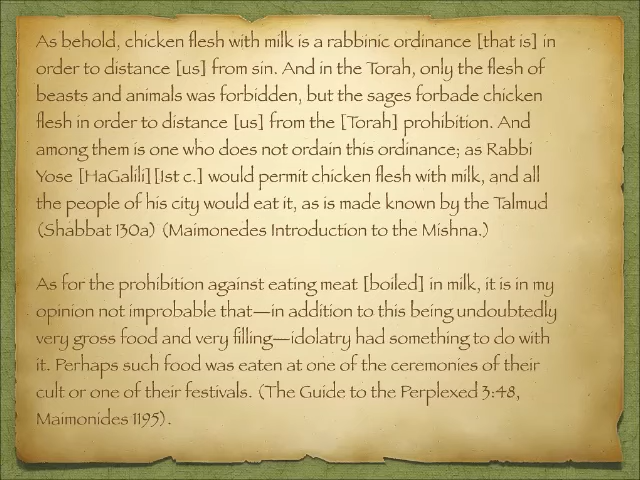 As behold, chicken flesh with milk is a rabbinic ordinance [that is] in
order to distance [us] from sin. And in the Torah, only the flesh of
beasts and animals was forbidden, but the sages forbade chicken
flesh in order to distance [us] from the [Torah] prohibition. And
among them is one who does not ordain this ordinance; as Rabbi
Yose [HaGalili] [1st c.] would permit chicken flesh with milk, and all
the people of his city would eat it, as is made known by the Talmud
(Shabbat 130a) (Maimonedes Introduction to the Mishna.)
As for the prohibition against eating meat [boiled] in milk, it is in my
opinion not improbable that—in addition to this being undoubtedly
very gross food and very filling—idolatry had something to do with
it. Perhaps such food was eaten at one of the ceremonies of their
cult or one of their festivals. (The Guide to the Perplexed 3:48,
Maimonides 1195).